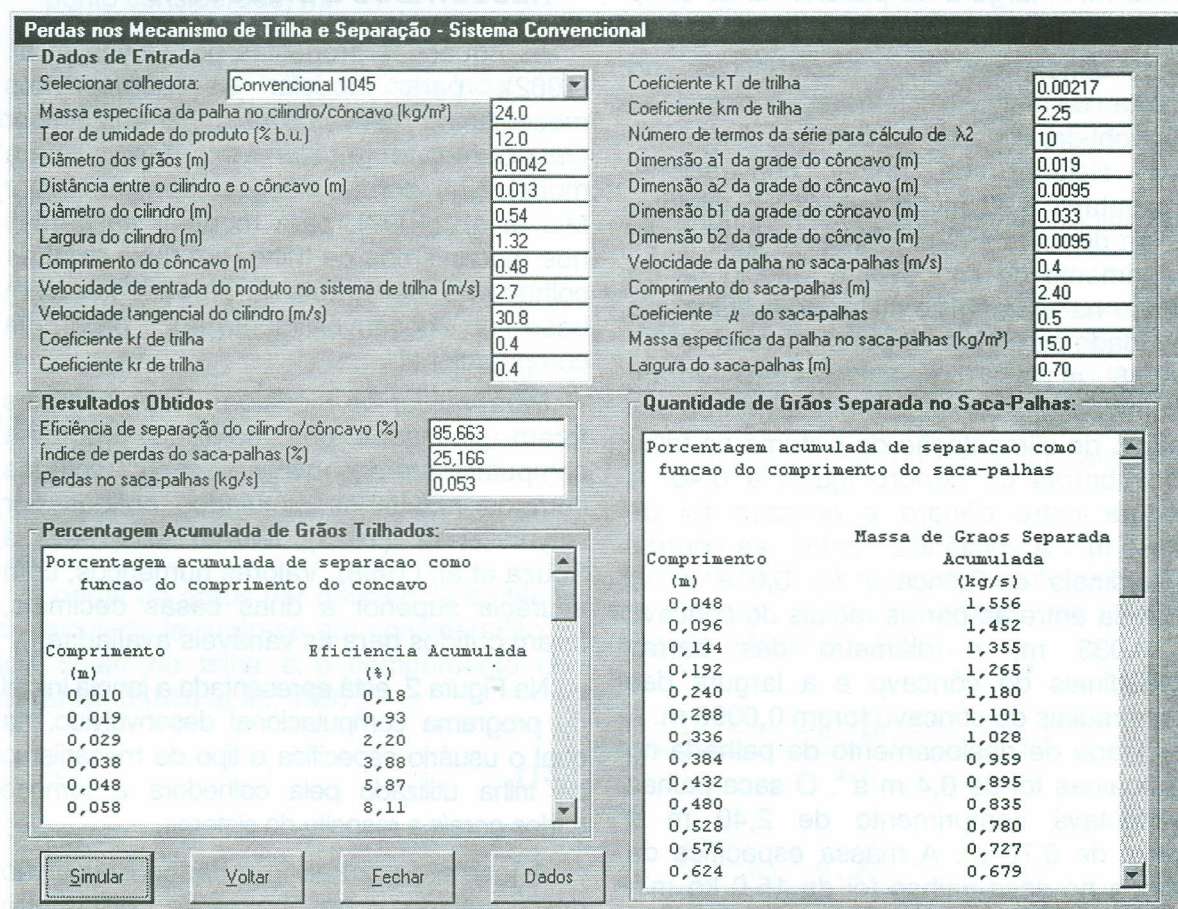 Perdas nos Mecanismo de Trilha e Separação - Sistema Convencional
Dados de Entrada
Selecionar colhedora: Convencional 1045
Massa específica da palha no cilindro/côncavo (kg/m³) 24.0
Teor de umidade do produto (% b.u.) 12.0
Diâmetro dos grãos (m) 0.0042
Distância entre o cilindro e o côncavo (m) 0.013
Diâmetro do cilindro (m) 0.54
Largura do cilindro (m) 1.32
Comprimento do côncavo (m) 0.48
Velocidade de entrada do produto no sistema de trilha (m/s) 2.7
Velocidade tangencial do cilindro (m/s) 30.8
Coeficiente kf de trilha 0.4
Coeficiente kr de trilha 0.4
Coeficiente kT de trilha 0.00217
Coeficiente km de trilha 2.25
Número de termos da série para cálculo de λ2 10
Dimensão a1 da grade do côncavo (m) 0.019
Dimensão a2 da grade do côncavo (m) 0.0095
Dimensão b1 da grade do côncavo (m) 0.033
Dimensão b2 da grade do côncavo (m) 0.0095
Velocidade da palha no saca-palhas (m/s) 0.4
Comprimento do saca-palhas (m) 2.40
Coeficiente μ do saca-palhas 0.5
Massa específica da palha no saca-palhas (kg/m³) 15.0
Largura do saca-palhas (m) 0.70
Resultados Obtidos
Eficiência de separação do cilindro/côncavo (%) 85,663
Índice de perdas do saca-palhas (%) 25,166
Perdas no saca-palhas (kg/s) 0,053
Percentagem Acumulada de Grãos Trilhados:
Porcentagem acumulada de separacao como
funcao do comprimento do concavo
Comprimento Eficiencia Acumulada
(m) (%)
0,010 0,18
0,019 0,93
0,029 2,20
0,038 3,88
0,048 5,87
0,058 8,11
Quantidade de Grãos Separada no Saca-Palhas:
Porcentagem acumulada de separacao como
funcao do comprimento do saca-palhas
Massa de Graos Separada
Comprimento Acumulada
(m) (kg/s)
0,048 1,556
0,096 1,452
0,144 1,355
0,192 1,265
0,240 1,180
0,288 1,101
0,336 1,028
0,384 0,959
0,432 0,895
0,480 0,835
0,528 0,780
0,576 0,727
0,624 0,679
Simular Voltar Fechar Dados